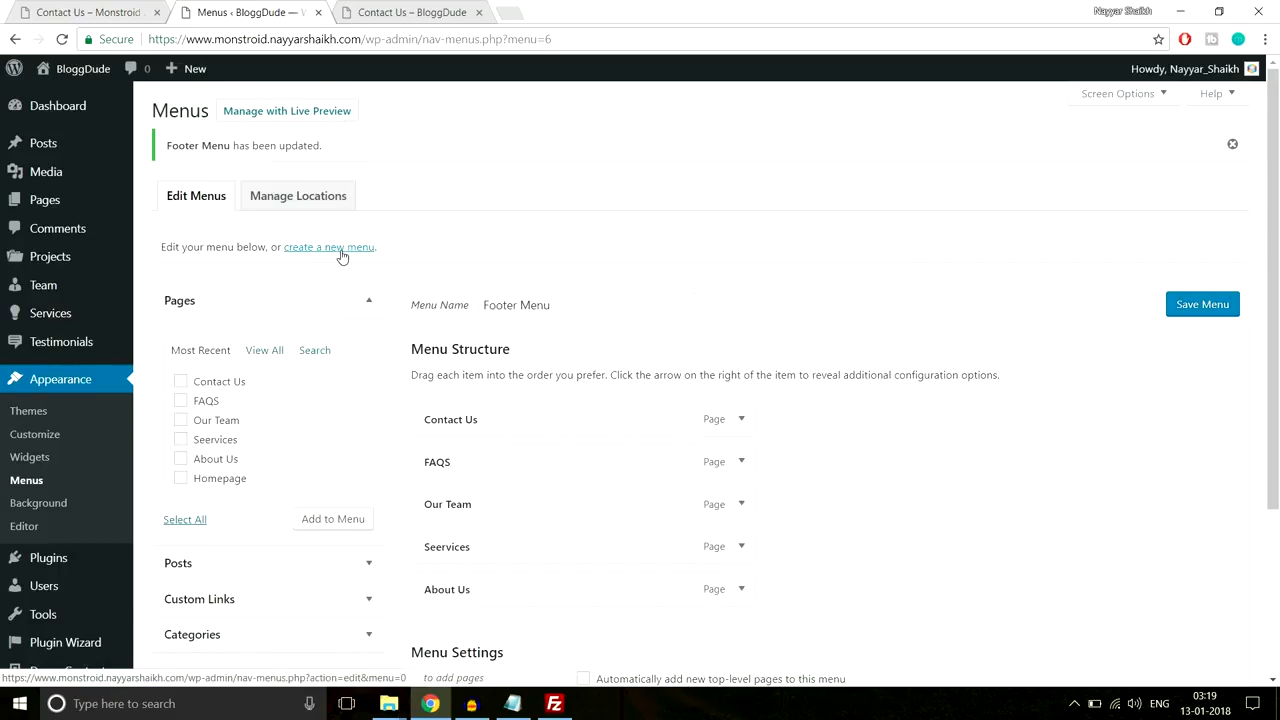 Contact Us – Monstroid
Menus ‹ BloggDude — W
Contact Us – BloggDude
Nayyar Shaikh
Secure
https://www.monstroid.nayyarshaikh.com/wp-admin/nav-menus.php?menu=6
BloggDude
0
New
Howdy, Nayyar_Shaikh
Dashboard
Posts
Media
Pages
Comments
Projects
Team
Services
Testimonials
Appearance
Themes
Customize
Widgets
Menus
Background
Editor
Plugins
Users
Tools
Plugin Wizard
Screen Options
Help
Menus
Manage with Live Preview
Footer Menu has been updated.
Edit Menus
Manage Locations
Edit your menu below, or create a new menu.
Pages
Most Recent
View All
Search
Contact Us
FAQS
Our Team
Seervices
About Us
Homepage
Select All
Add to Menu
Posts
Custom Links
Categories
Menu Name
Footer Menu
Save Menu
Menu Structure
Drag each item into the order you prefer. Click the arrow on the right of the item to reveal additional configuration options.
Contact Us
Page
FAQS
Page
Our Team
Page
Seervices
Page
About Us
Page
Menu Settings
to add pages
Automatically add new top-level pages to this menu
https://www.monstroid.nayyarshaikh.com/wp-admin/nav-menus.php?action=edit&menu=0
Type here to search
ENG
03:19
13-01-2018